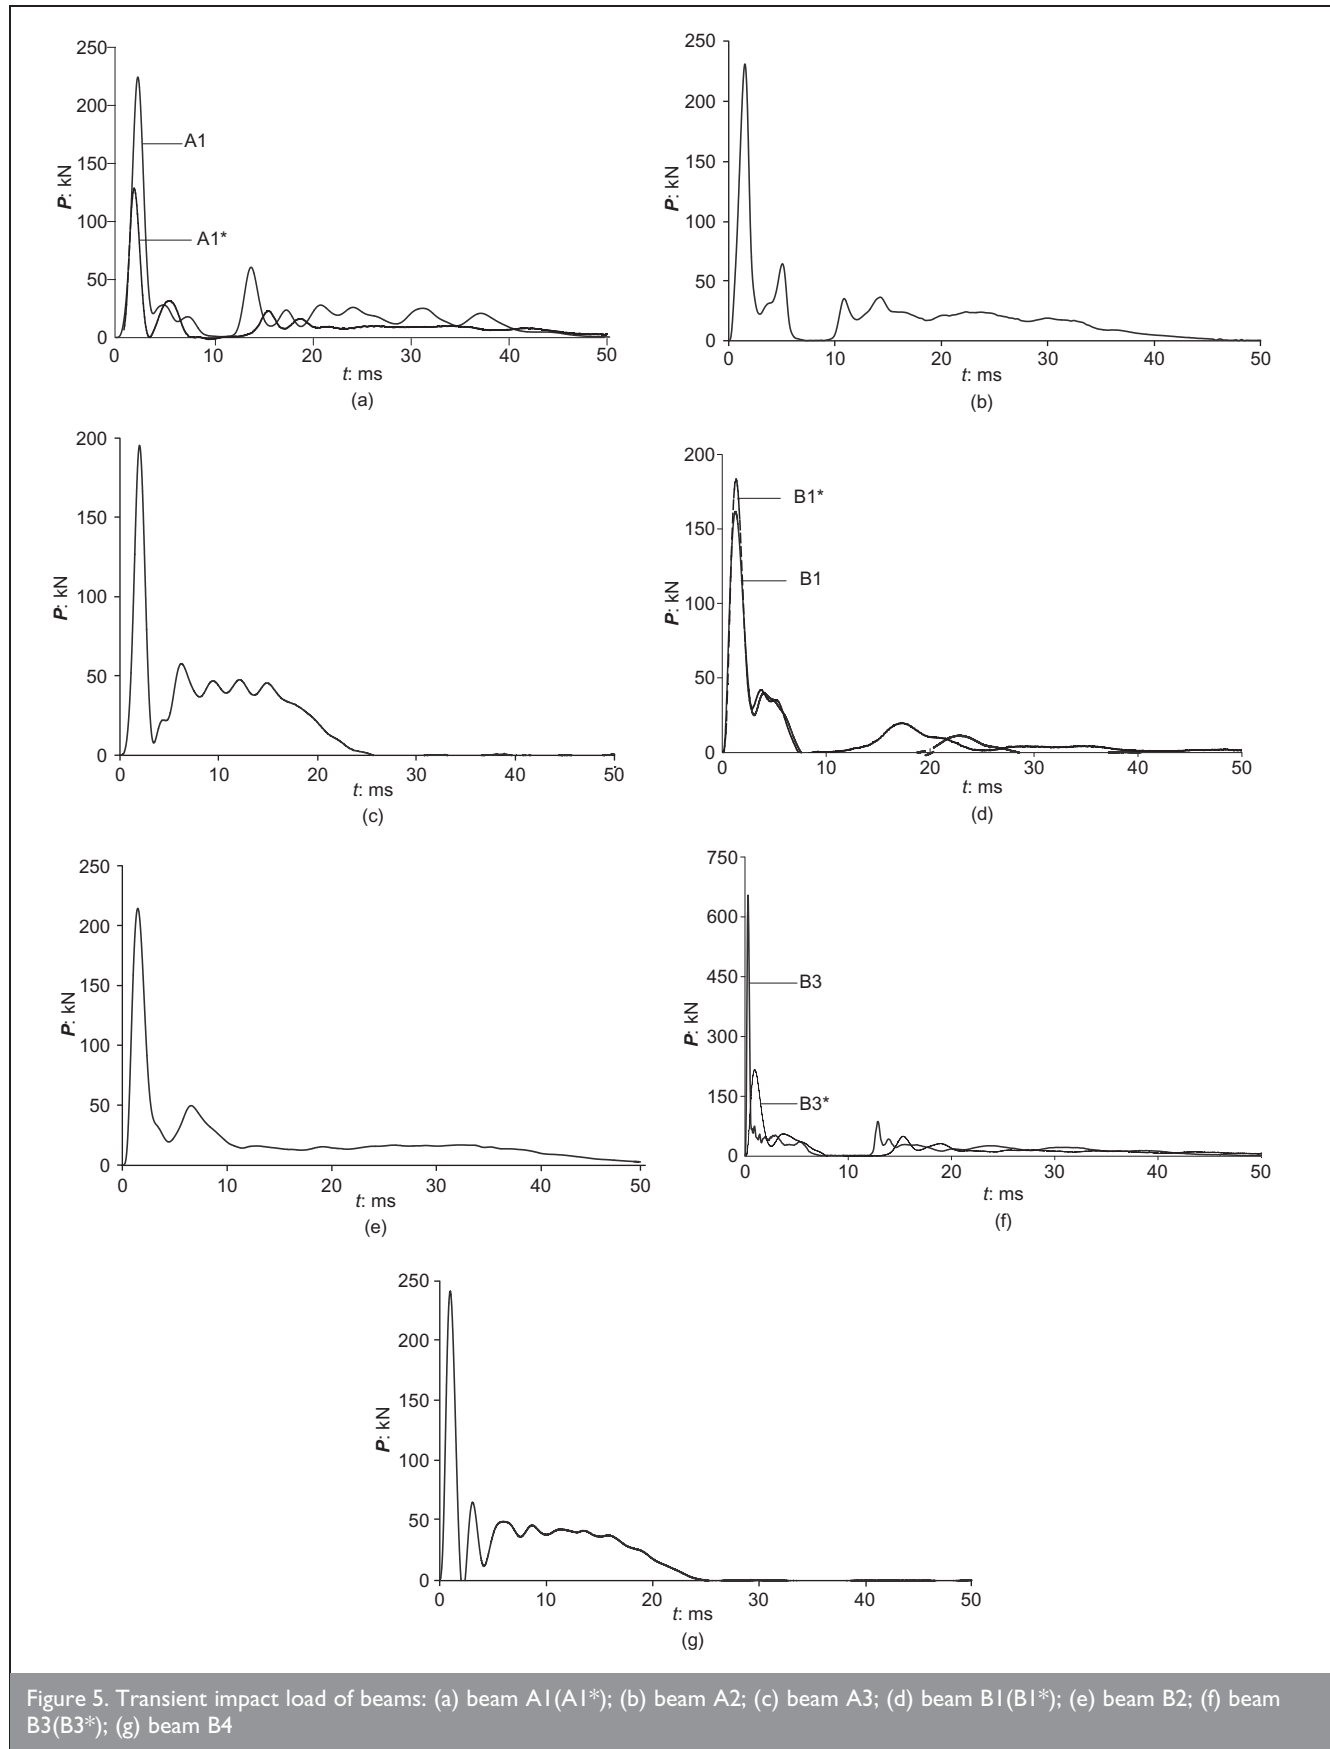 250
200
150
100
50
0
P: kN
A1
A1*
0 10 20 30 40 50
t: ms
(a)
250
200
150
100
50
0
P: kN
0 10 20 30 40 50
t: ms
(b)
200
150
100
50
0
P: kN
0 10 20 30 40 50
t: ms
(c)
200
150
100
50
0
P: kN
B1*
B1
0 10 20 30 40 50
t: ms
(d)
250
200
150
100
50
0
P: kN
0 10 20 30 40 50
t: ms
(e)
750
600
450
300
150
0
P: kN
B3
B3*
0 10 20 30 40 50
t: ms
(f)
250
200
150
100
50
0
P: kN
0 10 20 30 40 50
t: ms
(g)
Figure 5. Transient impact load of beams: (a) beam A1(A1*); (b) beam A2; (c) beam A3; (d) beam B1(B1*); (e) beam B2; (f) beam
B3(B3*); (g) beam B4